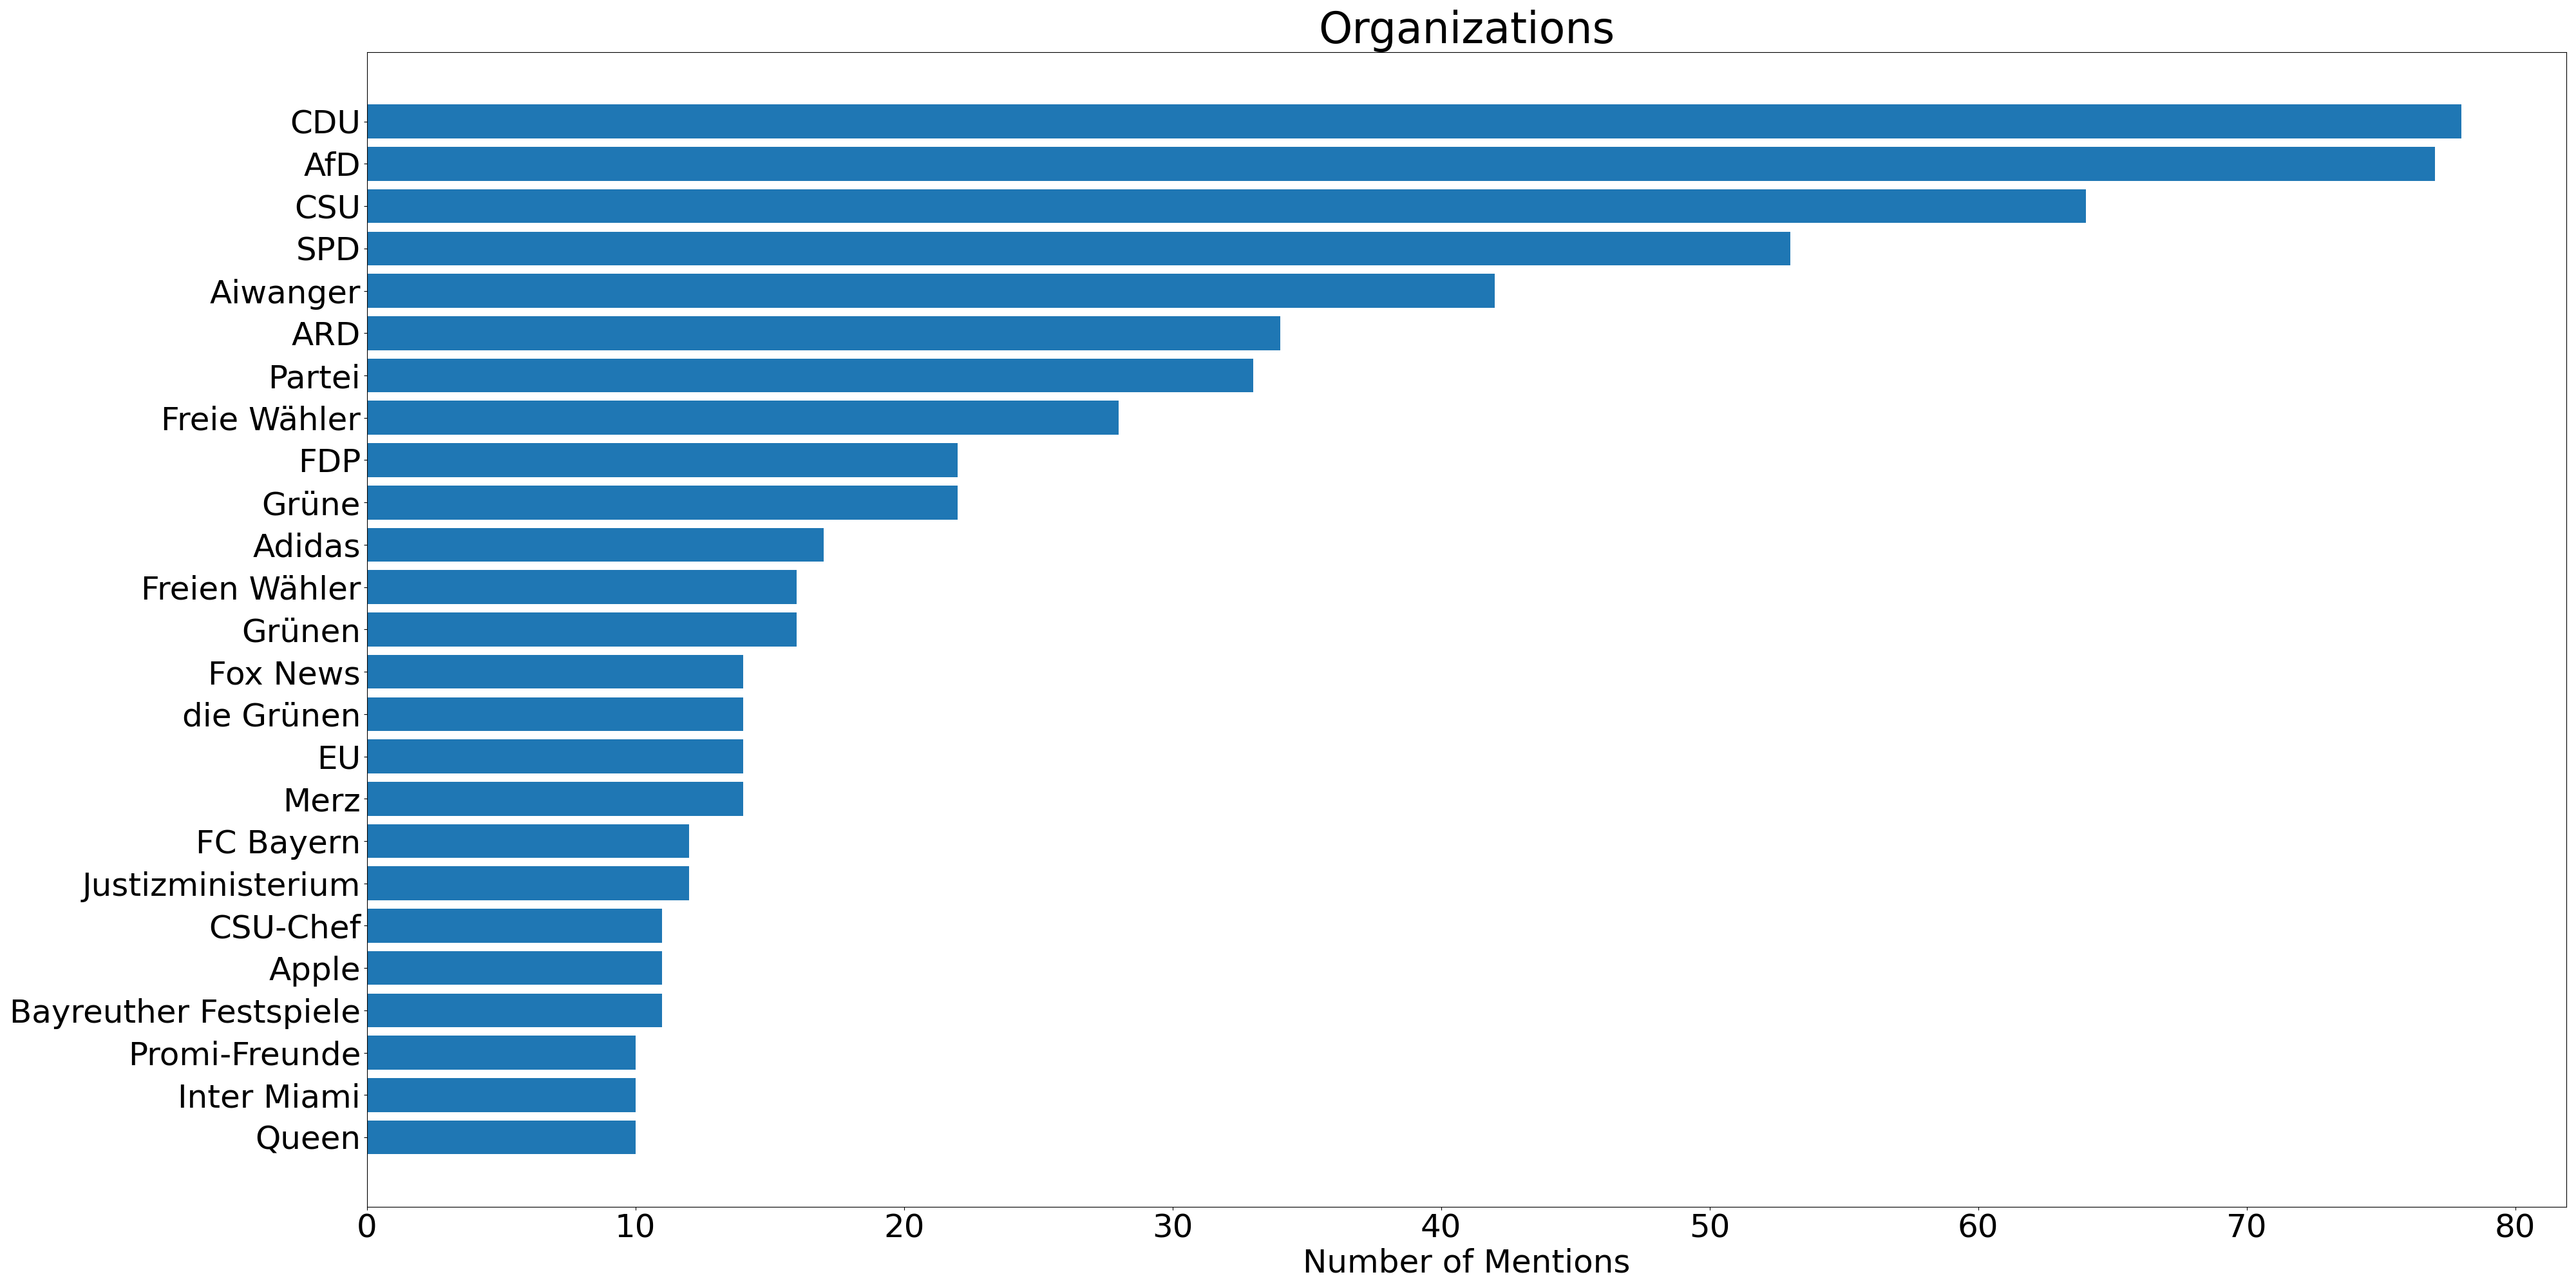 Organizations
CDU
AfD
CSU
SPD
Aiwanger
ARD
Partei
Freie Wähler
FDP
Grüne
Adidas
Freien Wähler
Grünen
Fox News
die Grünen
EU
Merz
FC Bayern
Justizministerium
CSU-Chef
Apple
Bayreuther Festspiele
Promi-Freunde
Inter Miami
Queen
0 10 20 30 40 50 60 70 80
Number of Mentions